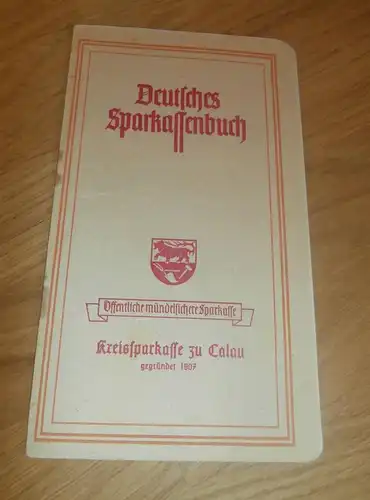 Deutsches
Sparkassenbuch
Öffentliche mündelsichere Sparkasse
Kreissparkasse zu Calau
gegründet 1807